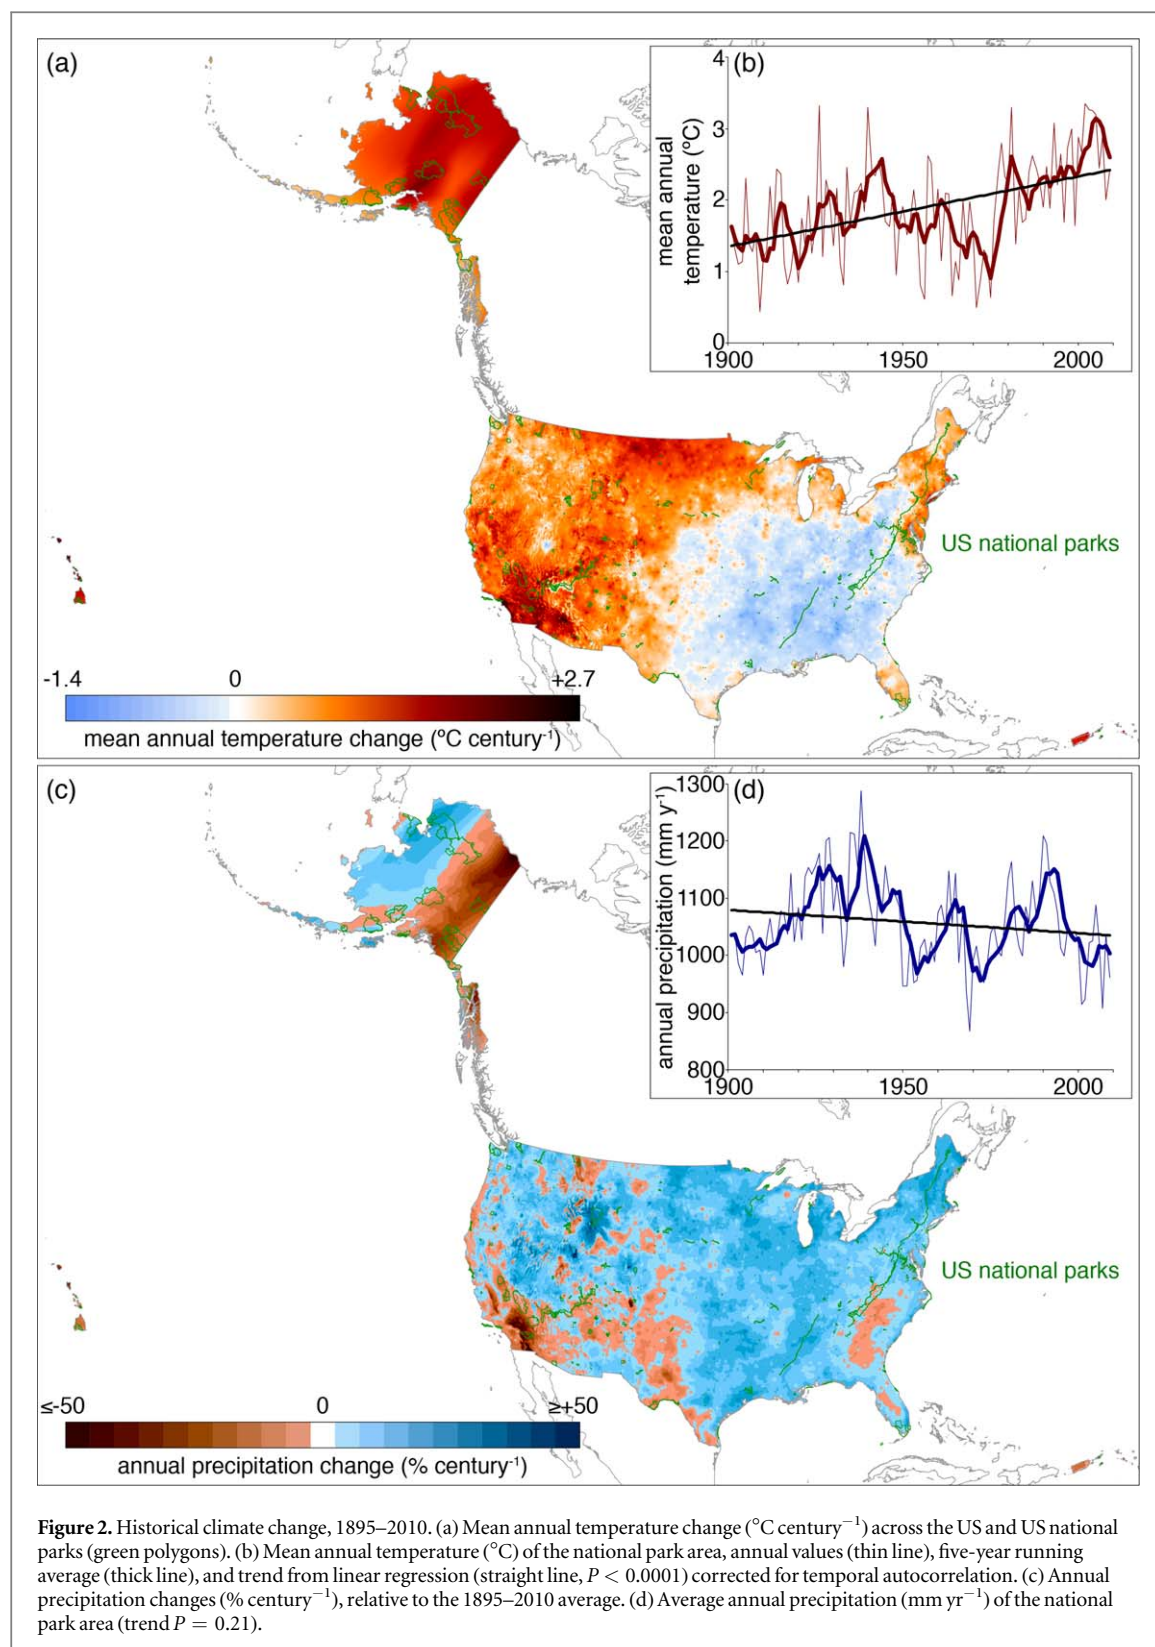 (a)
(b)
4
3
2
1
0
mean annual
temperature (ºC)
1900
1950
2000
US national parks
-1.4
0
+2.7
mean annual temperature change (ºC century-1)
(c)
(d)
1300
1200
1100
1000
900
800
annual precipitation (mm y-1)
1900
1950
2000
US national parks
≤-50
0
≥+50
annual precipitation change (% century-1)
Figure 2. Historical climate change, 1895–2010. (a) Mean annual temperature change (°C century−1) across the US and US national
parks (green polygons). (b) Mean annual temperature (°C) of the national park area, annual values (thin line), five-year running
average (thick line), and trend from linear regression (straight line, P < 0.0001) corrected for temporal autocorrelation. (c) Annual
precipitation changes (% century−1), relative to the 1895–2010 average. (d) Average annual precipitation (mm yr−1) of the national
park area (trend P = 0.21).